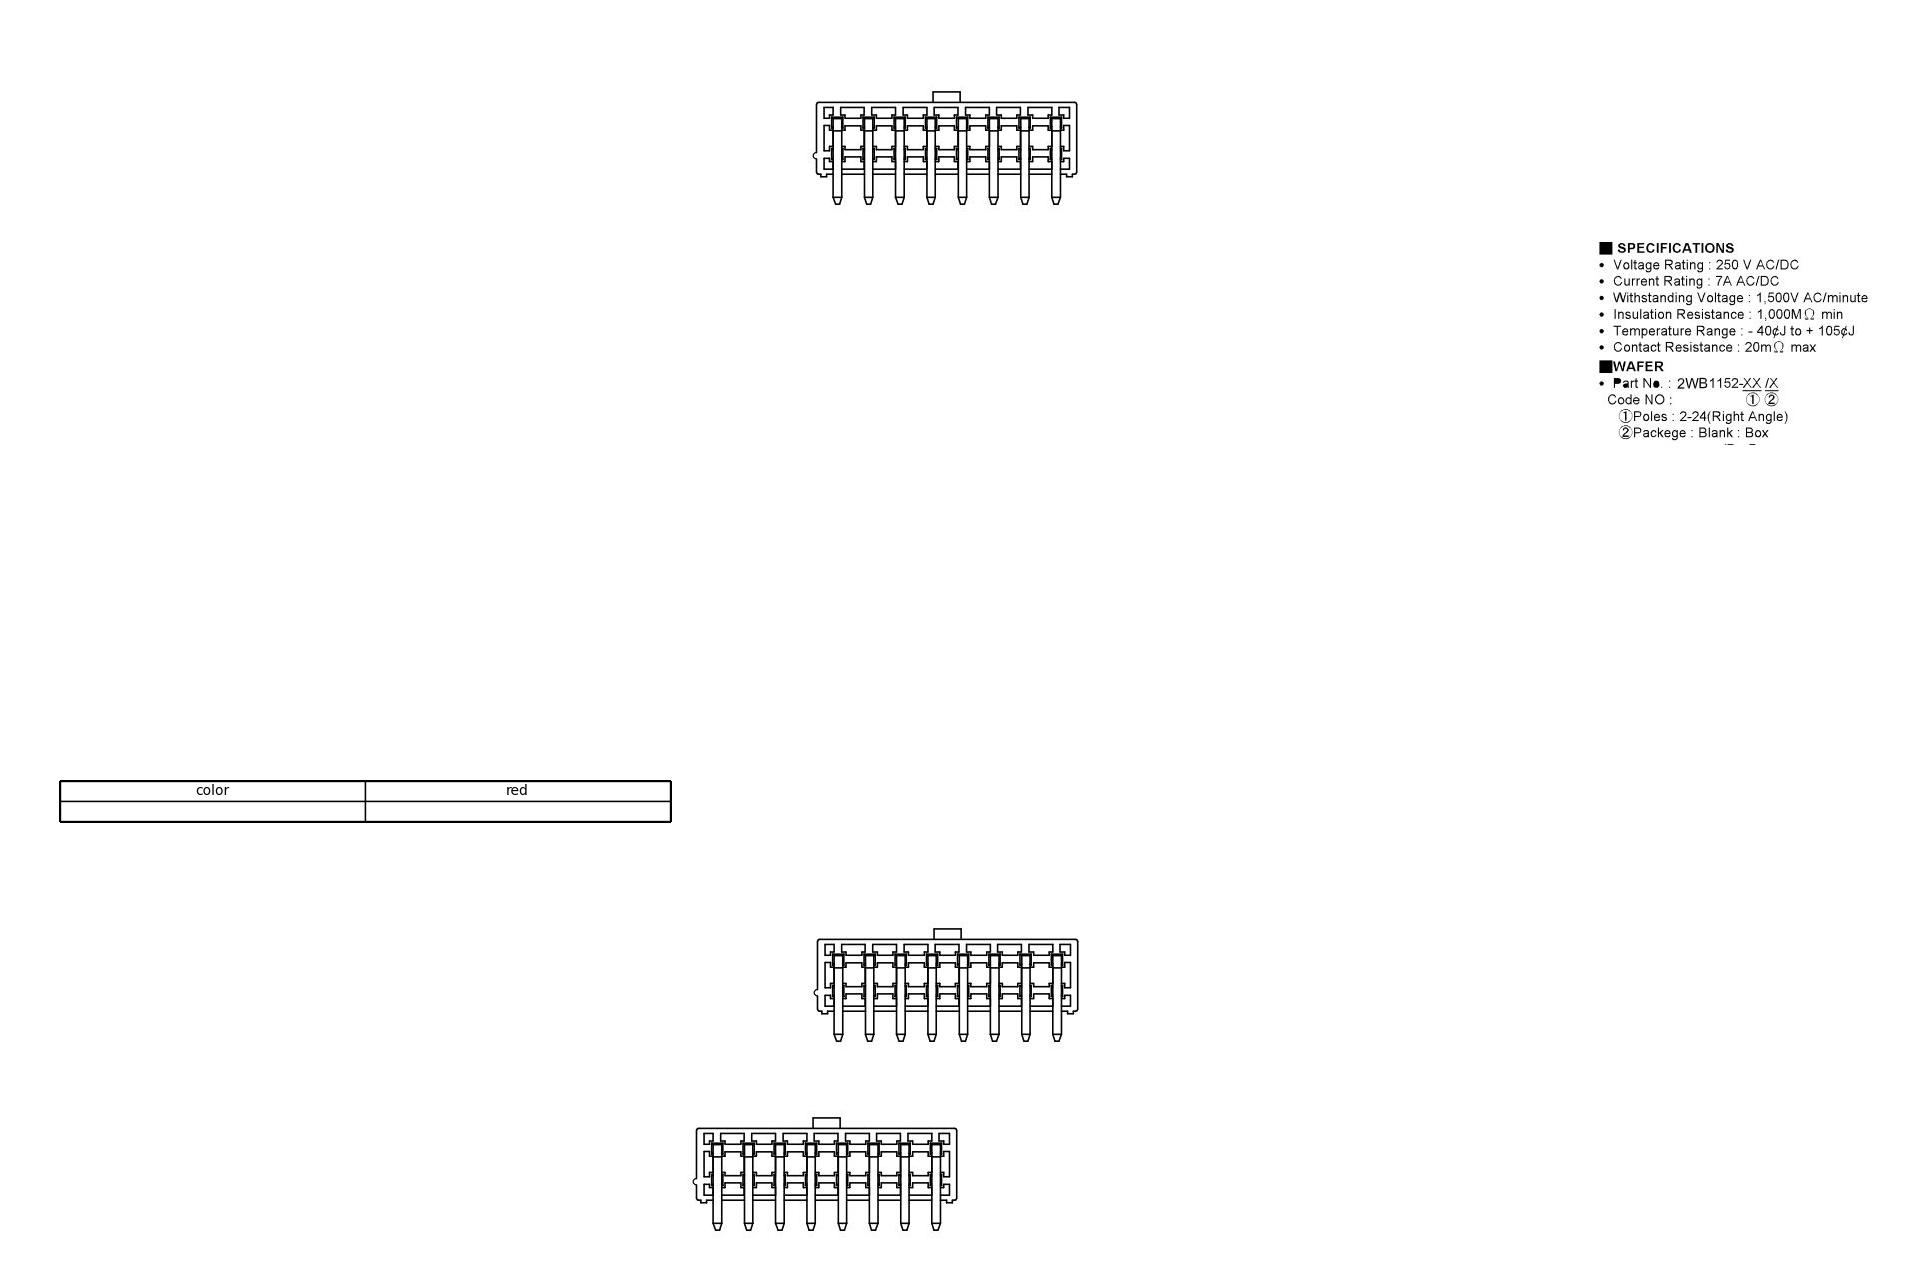 ■ SPECIFICATIONS
• Voltage Rating : 250 V AC/DC
• Current Rating : 7A AC/DC
• Withstanding Voltage : 1,500V AC/minute
• Insulation Resistance : 1,000MΩ min
• Temperature Range : - 40¢J to + 105¢J
• Contact Resistance : 20mΩ max
■WAFER
• Part No. : 2WB1152-XX /X
Code NO : ① ②
①Poles : 2-24(Right Angle)
②Packege : Blank : Box
color red